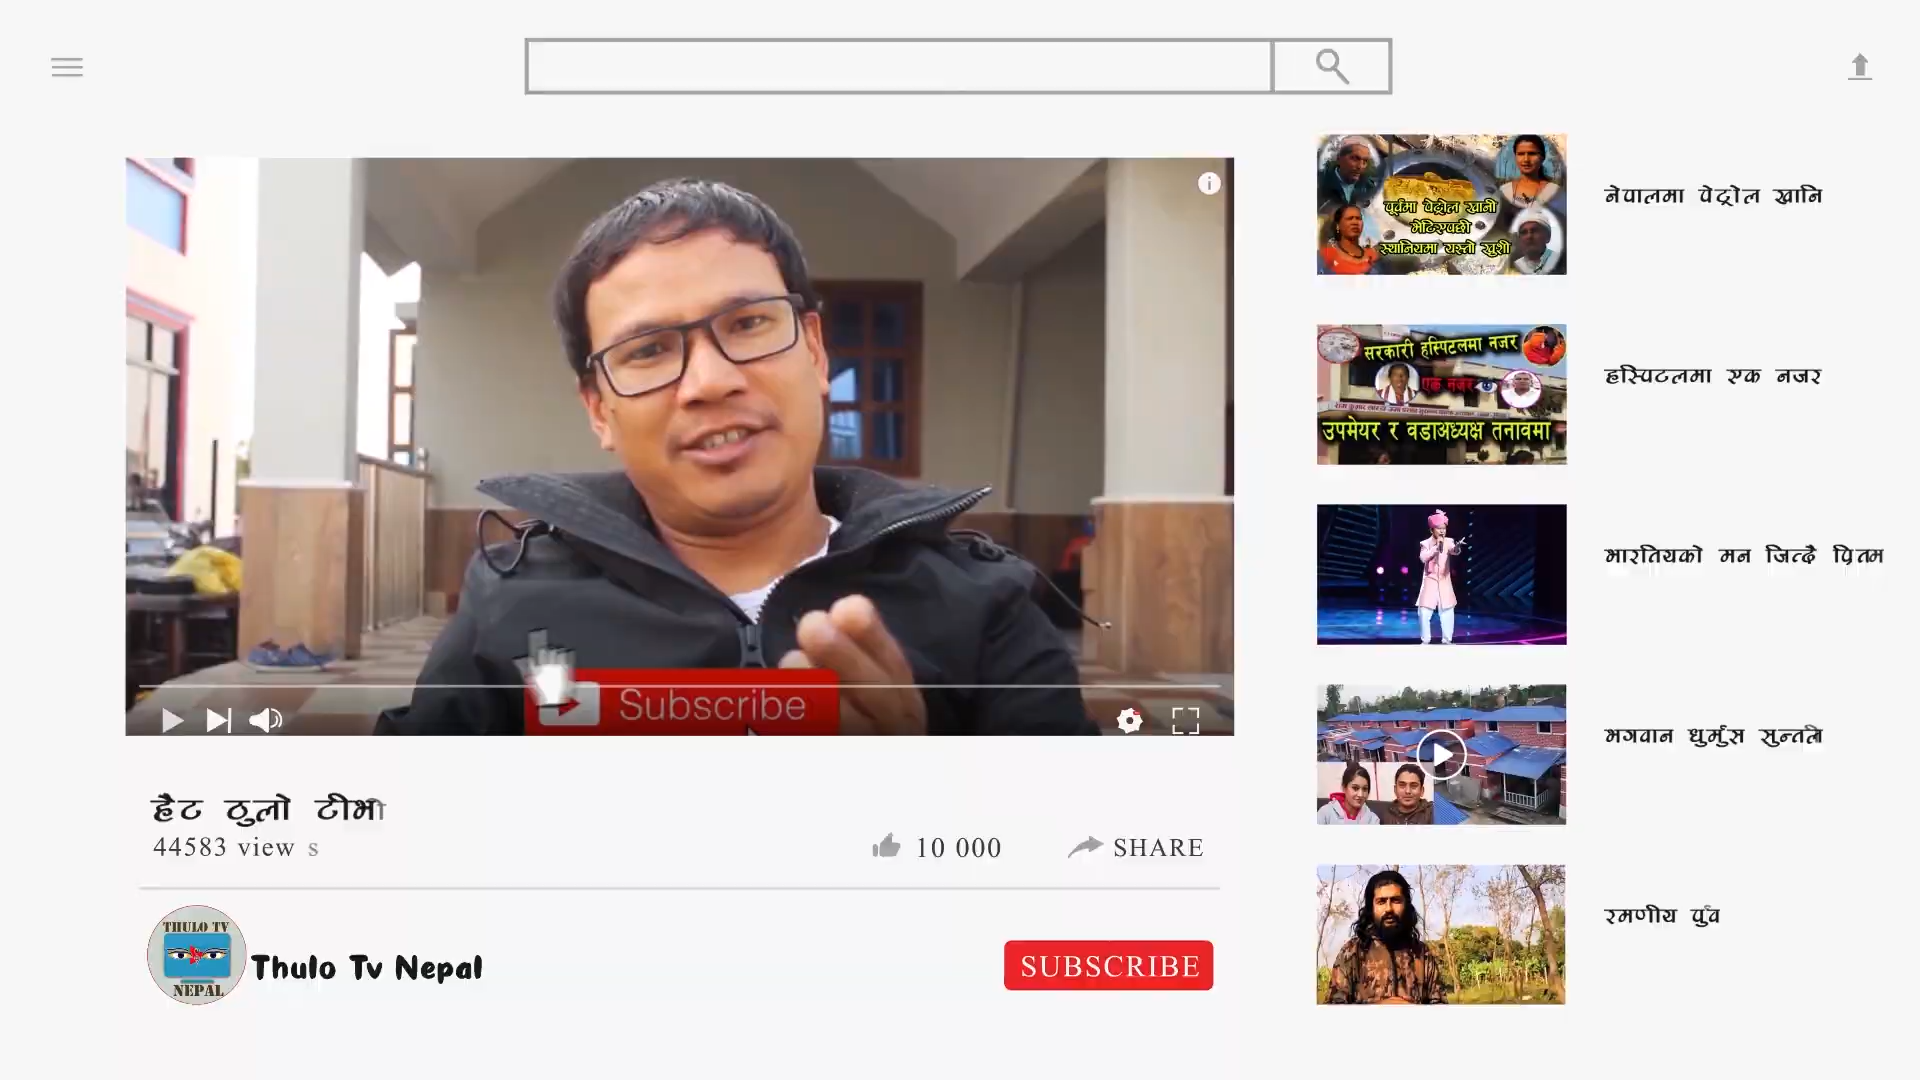 Subscribe
हैट ठुलो टीभी
44583 view s
10 000
SHARE
THULO TV
NEPAL
Thulo Tv Nepal
SUBSCRIBE
पूर्वमा पेट्रोल खानी
भेटिएपछी
स्थानियमा यस्तो खुशी
नेपालमा पेट्रोल खानि
सरकारी हस्पिटलमा नजर
एक नजर
उपमेयर र वडाअध्यक्ष तनावमा
हस्पिटलमा एक नजर
भारतियको मन जित्दै प्रितम
भगवान धुर्मुस सुन्तली
रमणीय पुर्व